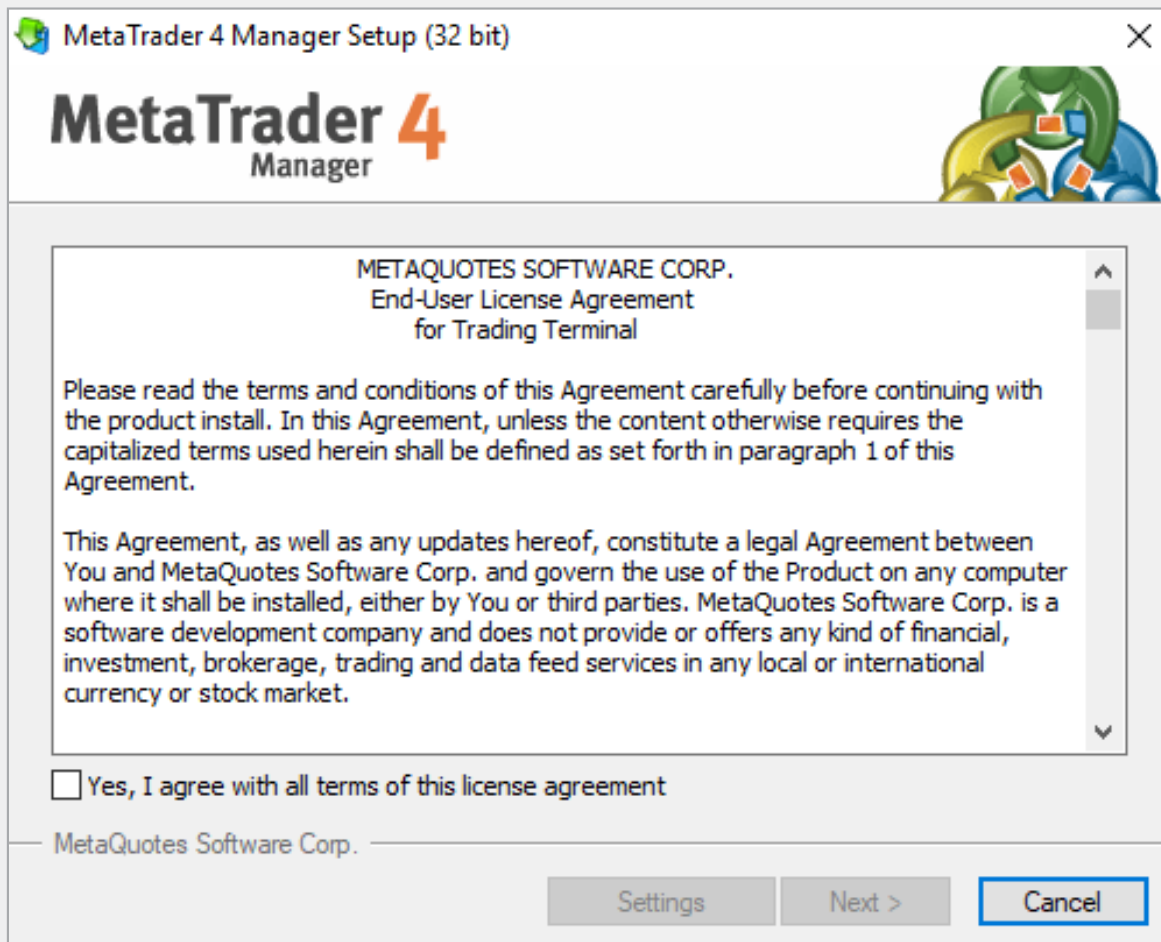 MetaTrader 4 Manager Setup (32 bit)
MetaTrader 4
Manager
METAQUOTES SOFTWARE CORP.
End-User License Agreement
for Trading Terminal
Please read the terms and conditions of this Agreement carefully before continuing with
the product install. In this Agreement, unless the content otherwise requires the
capitalized terms used herein shall be defined as set forth in paragraph 1 of this
Agreement.
This Agreement, as well as any updates hereof, constitute a legal Agreement between
You and MetaQuotes Software Corp. and govern the use of the Product on any computer
where it shall be installed, either by You or third parties. MetaQuotes Software Corp. is a
software development company and does not provide or offers any kind of financial,
investment, brokerage, trading and data feed services in any local or international
currency or stock market.
Yes, I agree with all terms of this license agreement
MetaQuotes Software Corp.
Settings
Next >
Cancel